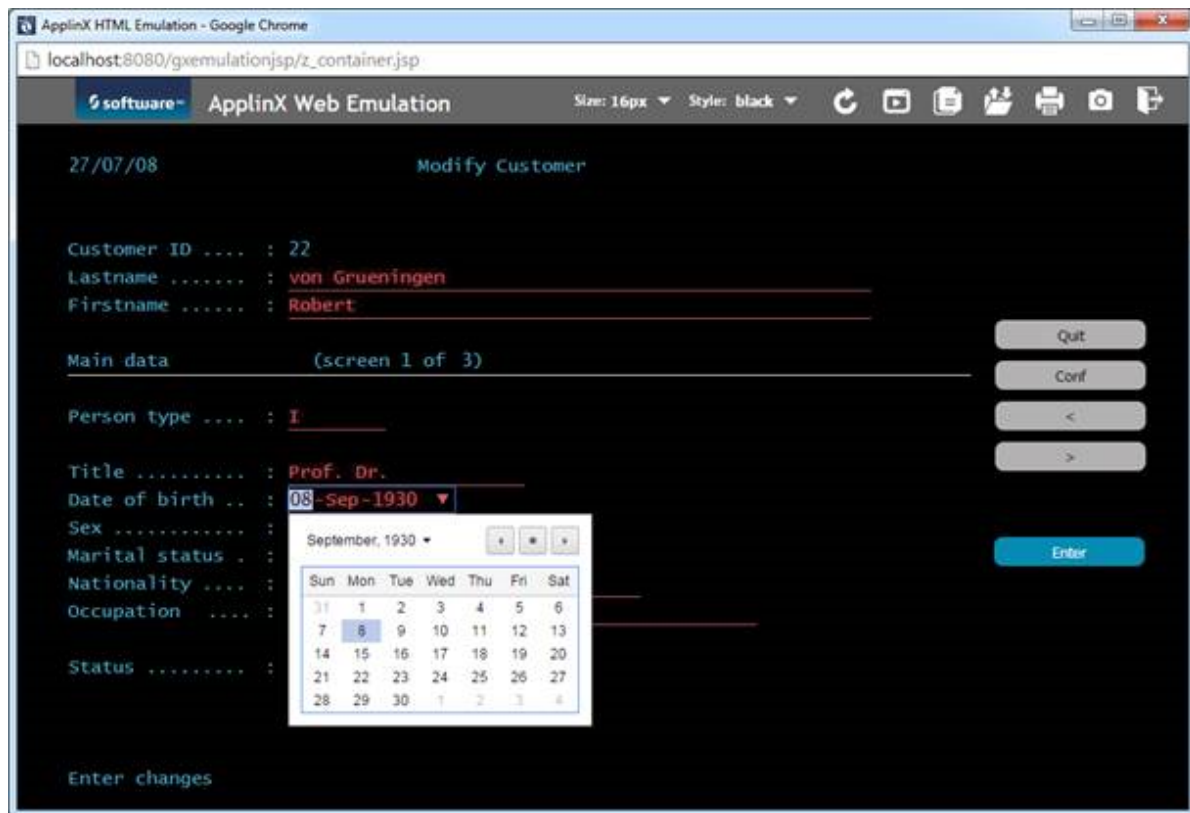 ApplinX HTML Emulation - Google Chrome
localhost:8080/gxemulationjsp/z_container.jsp
software AG ApplinX Web Emulation Size: 16px Style: black
27/07/08 Modify Customer
Customer ID .... : 22
Lastname ....... : von Grueningen
Firstname ...... : Robert
Quit
Main data (screen 1 of 3)
Conf
Person type .... : I
<
>
Title .......... : Prof. Dr.
Date of birth .. : 08-Sep-1930
Sex ............ :
September, 1930
Marital status . :
Enter
Nationality .... :
Sun Mon Tue Wed Thu Fri Sat
Occupation .... :
31 1 2 3 4 5 6
7 8 9 10 11 12 13
14 15 16 17 18 19 20
Status ......... :
21 22 23 24 25 26 27
28 29 30 1 2 3 4
Enter changes